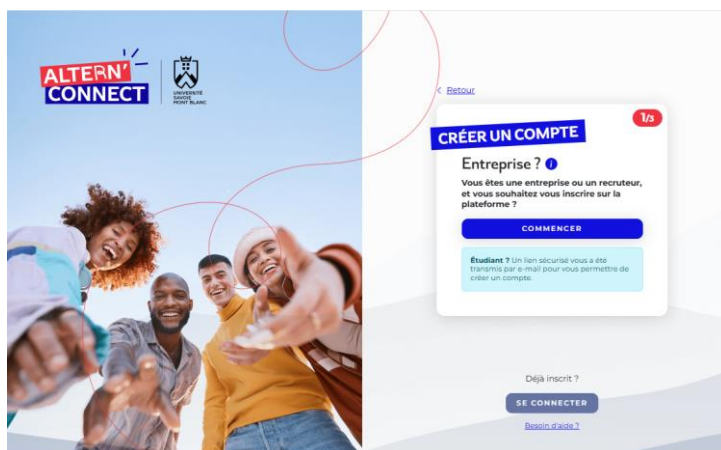 ALTERN'
CONNECT
UNIVERSITÉ
SAVOIE
MONT BLANC
< Retour
1/3
CRÉER UN COMPTE
Entreprise ? i
Vous êtes une entreprise ou un recruteur,
et vous souhaitez vous inscrire sur la
plateforme ?
COMMENCER
Étudiant ? Un lien sécurisé vous a été
transmis par e-mail pour vous permettre de
créer un compte.
Déjà inscrit ?
SE CONNECTER
Besoin d'aide ?